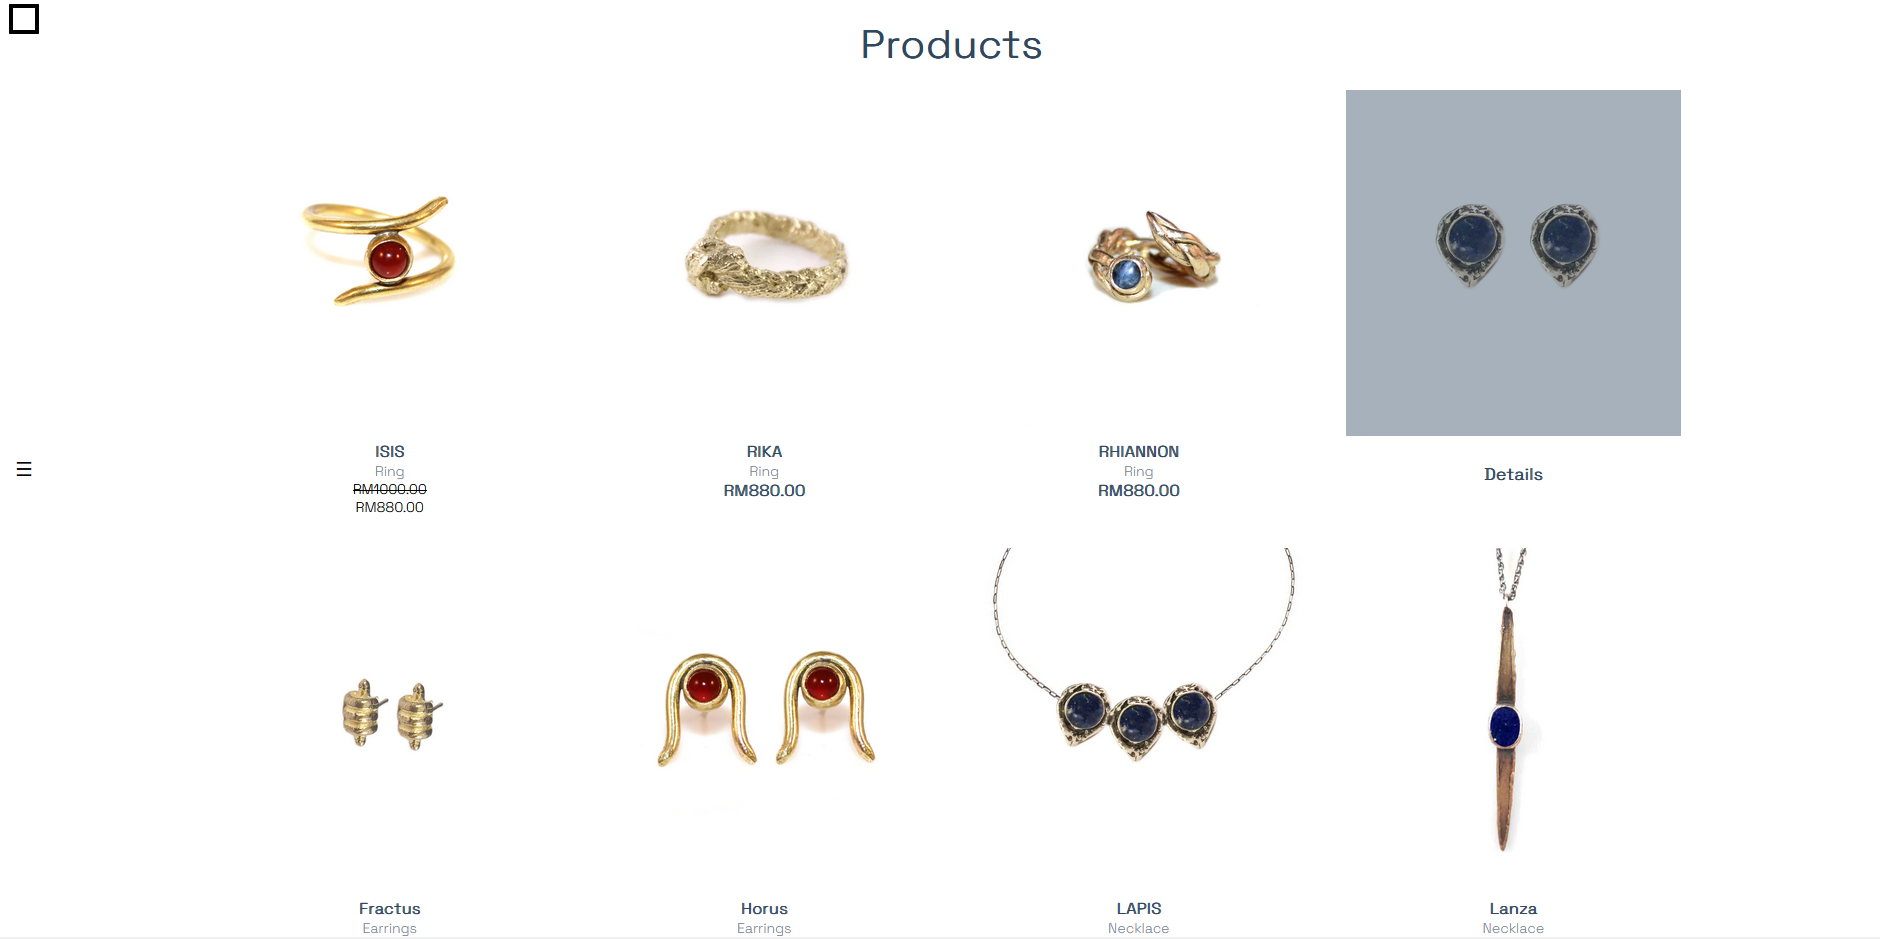 Products
ISIS
Ring
RM1000.00
RM880.00
RIKA
Ring
RM880.00
RHIANNON
Ring
RM880.00
Details
Fractus
Earrings
Horus
Earrings
LAPIS
Necklace
Lanza
Necklace